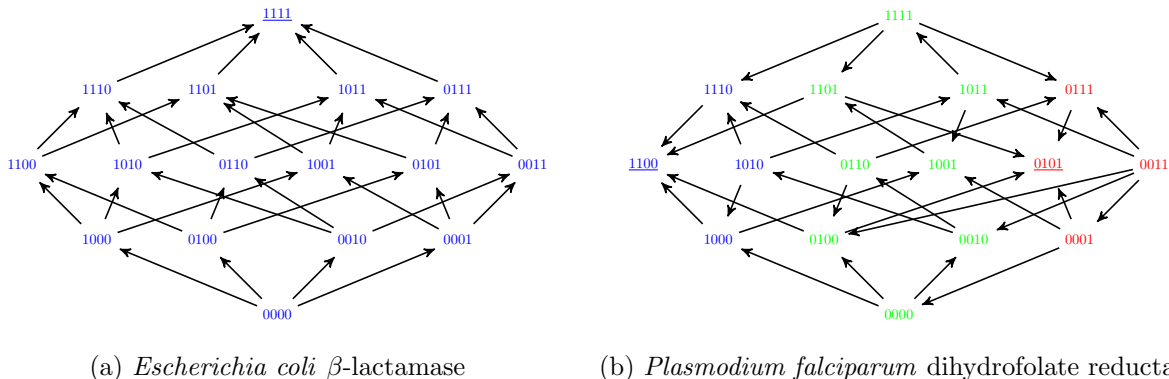 1111
1110 1101 1011 0111
1100 1010 0110 1001 0101 0011
1000 0100 0010 0001
0000
(a) Escherichia coli β-lactamase
1111
1110 1101 1011 0111
1100 1010 0110 1001 0101 0011
1000 0100 0010 0001
0000
(b) Plasmodium falciparum dihydrofolate reducta